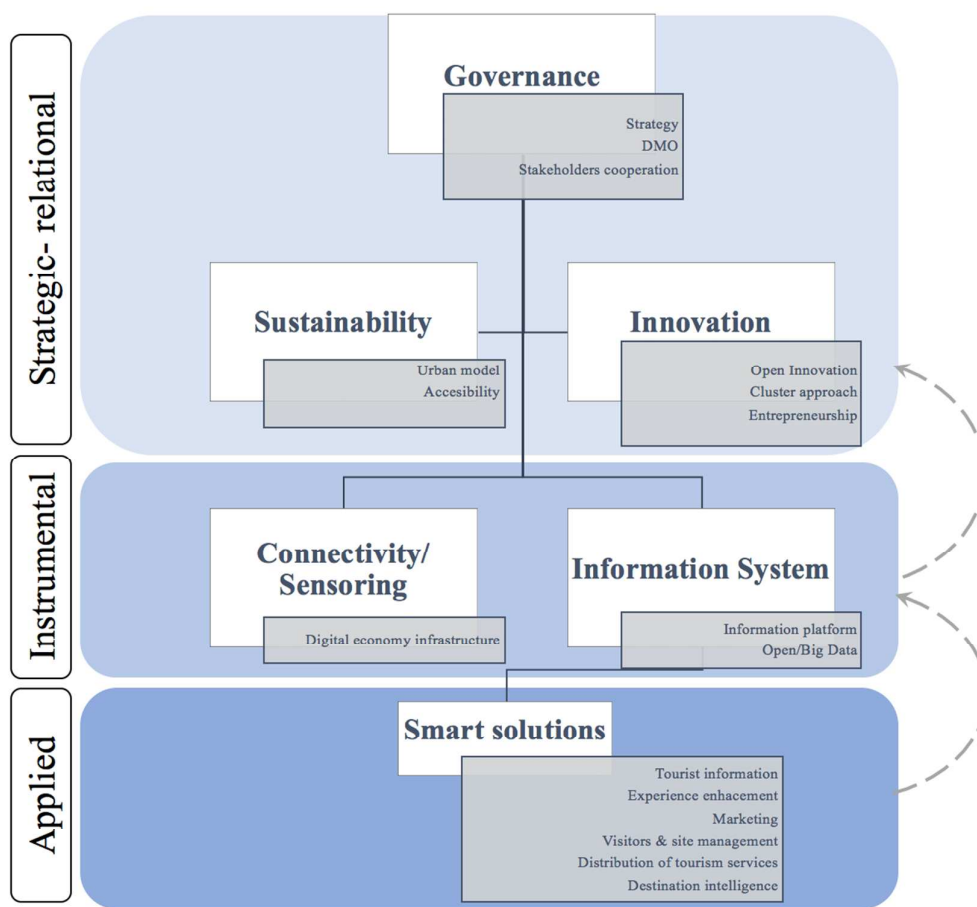 Strategic- relational
Governance
Strategy
DMO
Stakeholders cooperation
Sustainability
Urban model
Accesibility
Innovation
Open Innovation
Cluster approach
Entrepreneurship
Instrumental
Connectivity/
Sensoring
Digital economy infrastructure
Information System
Information platform
Open/Big Data
Applied
Smart solutions
Tourist information
Experience enhacement
Marketing
Visitors & site management
Distribution of tourism services
Destination intelligence